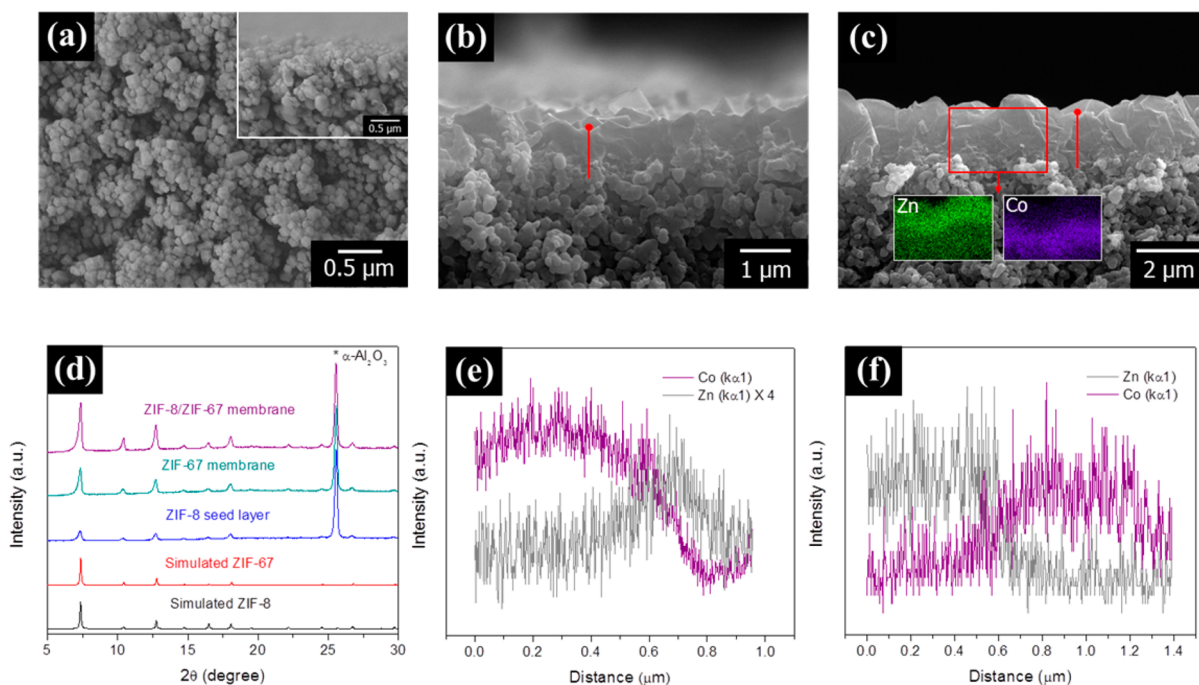 (a)
0.5 μm
0.5 μm
(b)
1 μm
(c)
Zn
Co
2 μm
(d)
* α-Al₂O₃
ZIF-8/ZIF-67 membrane
ZIF-67 membrane
ZIF-8 seed layer
Simulated ZIF-67
Simulated ZIF-8
Intensity (a.u.)
5 10 15 20 25 30
2θ (degree)
(e)
Co (kα1)
Zn (kα1) X 4
Intensity (a.u.)
0.0 0.2 0.4 0.6 0.8 1.0
Distance (μm)
(f)
Zn (kα1)
Co (kα1)
Intensity (a.u.)
0.0 0.2 0.4 0.6 0.8 1.0 1.2 1.4
Distance (μm)